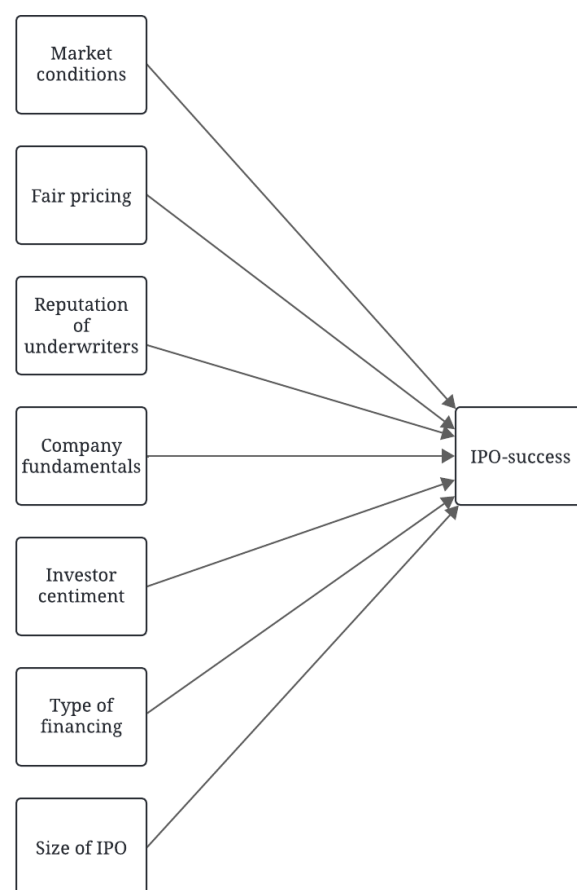 Market
conditions
Fair pricing
Reputation
of
underwriters
Company
fundamentals
IPO-success
Investor
centiment
Type of
financing
Size of IPO